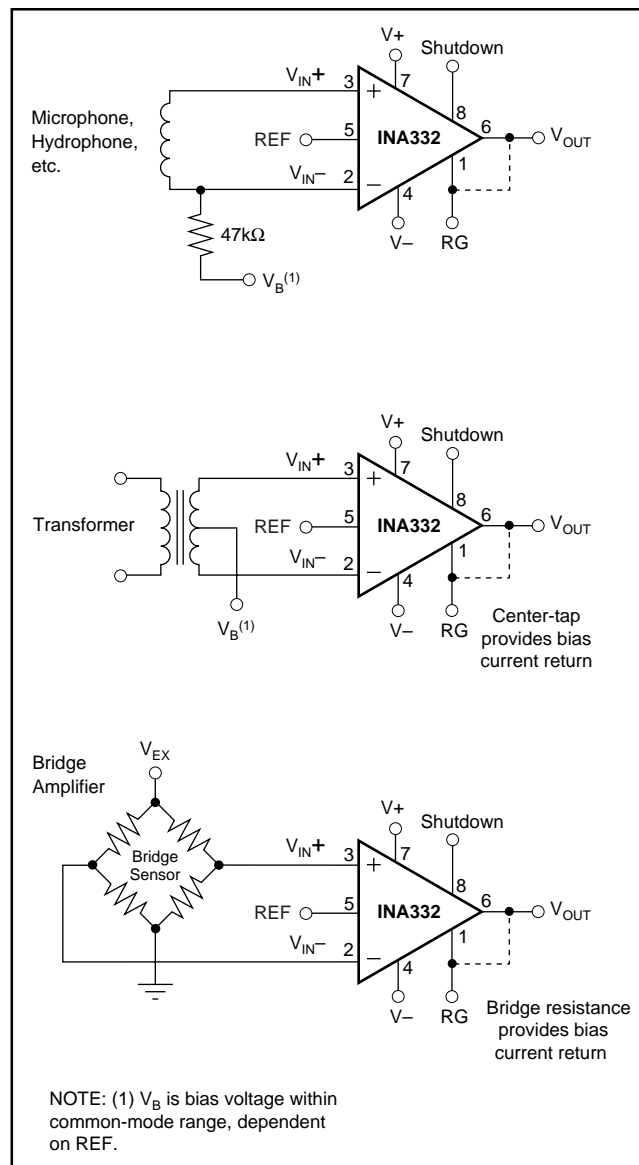 V+
Shutdown
VIN+
3
7
8
Microphone,
Hydrophone,
etc.
REF
5
INA332
6
VOUT
VIN–
2
1
4
47kΩ
V–
RG
VB(1)
V+
Shutdown
VIN+
3
7
8
Transformer
REF
5
INA332
6
VOUT
VIN–
2
1
4
VB(1)
V–
RG
Center-tap
provides bias
current return
Bridge
Amplifier
VEX
V+
Shutdown
Bridge
Sensor
VIN+
3
7
8
REF
5
INA332
6
VOUT
VIN–
2
1
4
V–
RG
Bridge resistance
provides bias
current return
NOTE: (1) VB is bias voltage within
common-mode range, dependent
on REF.